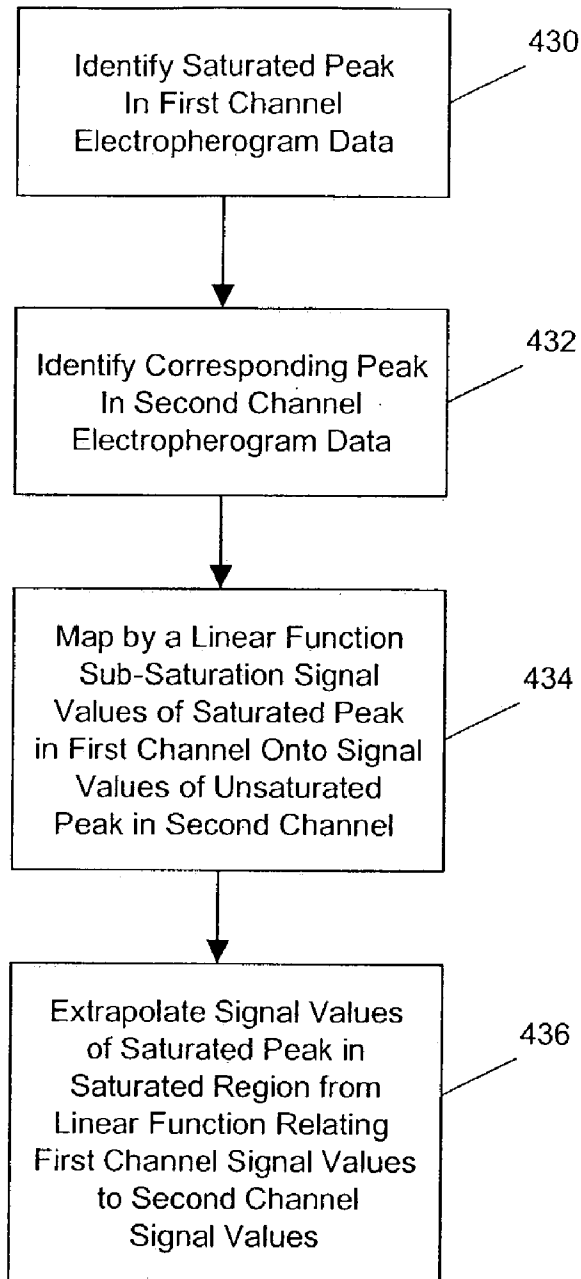 Identify Saturated Peak
In First Channel
Electropherogram Data
430
Identify Corresponding Peak
In Second Channel
Electropherogram Data
432
Map by a Linear Function
Sub-Saturation Signal
Values of Saturated Peak
in First Channel Onto Signal
Values of Unsaturated
Peak in Second Channel
434
Extrapolate Signal Values
of Saturated Peak in
Saturated Region from
Linear Function Relating
First Channel Signal Values
to Second Channel
Signal Values
436